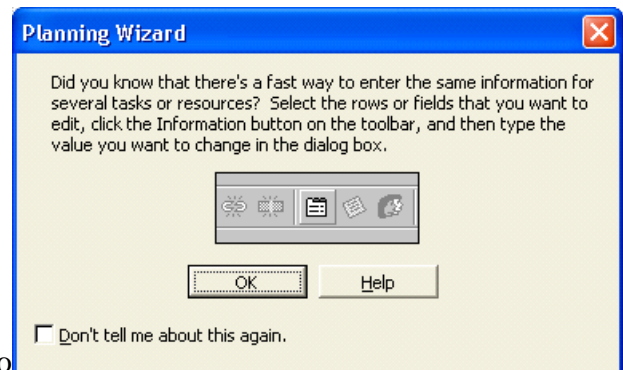 Planning Wizard
Did you know that there's a fast way to enter the same information for
several tasks or resources? Select the rows or fields that you want to
edit, click the Information button on the toolbar, and then type the
value you want to change in the dialog box.
OK Help
Don't tell me about this again.